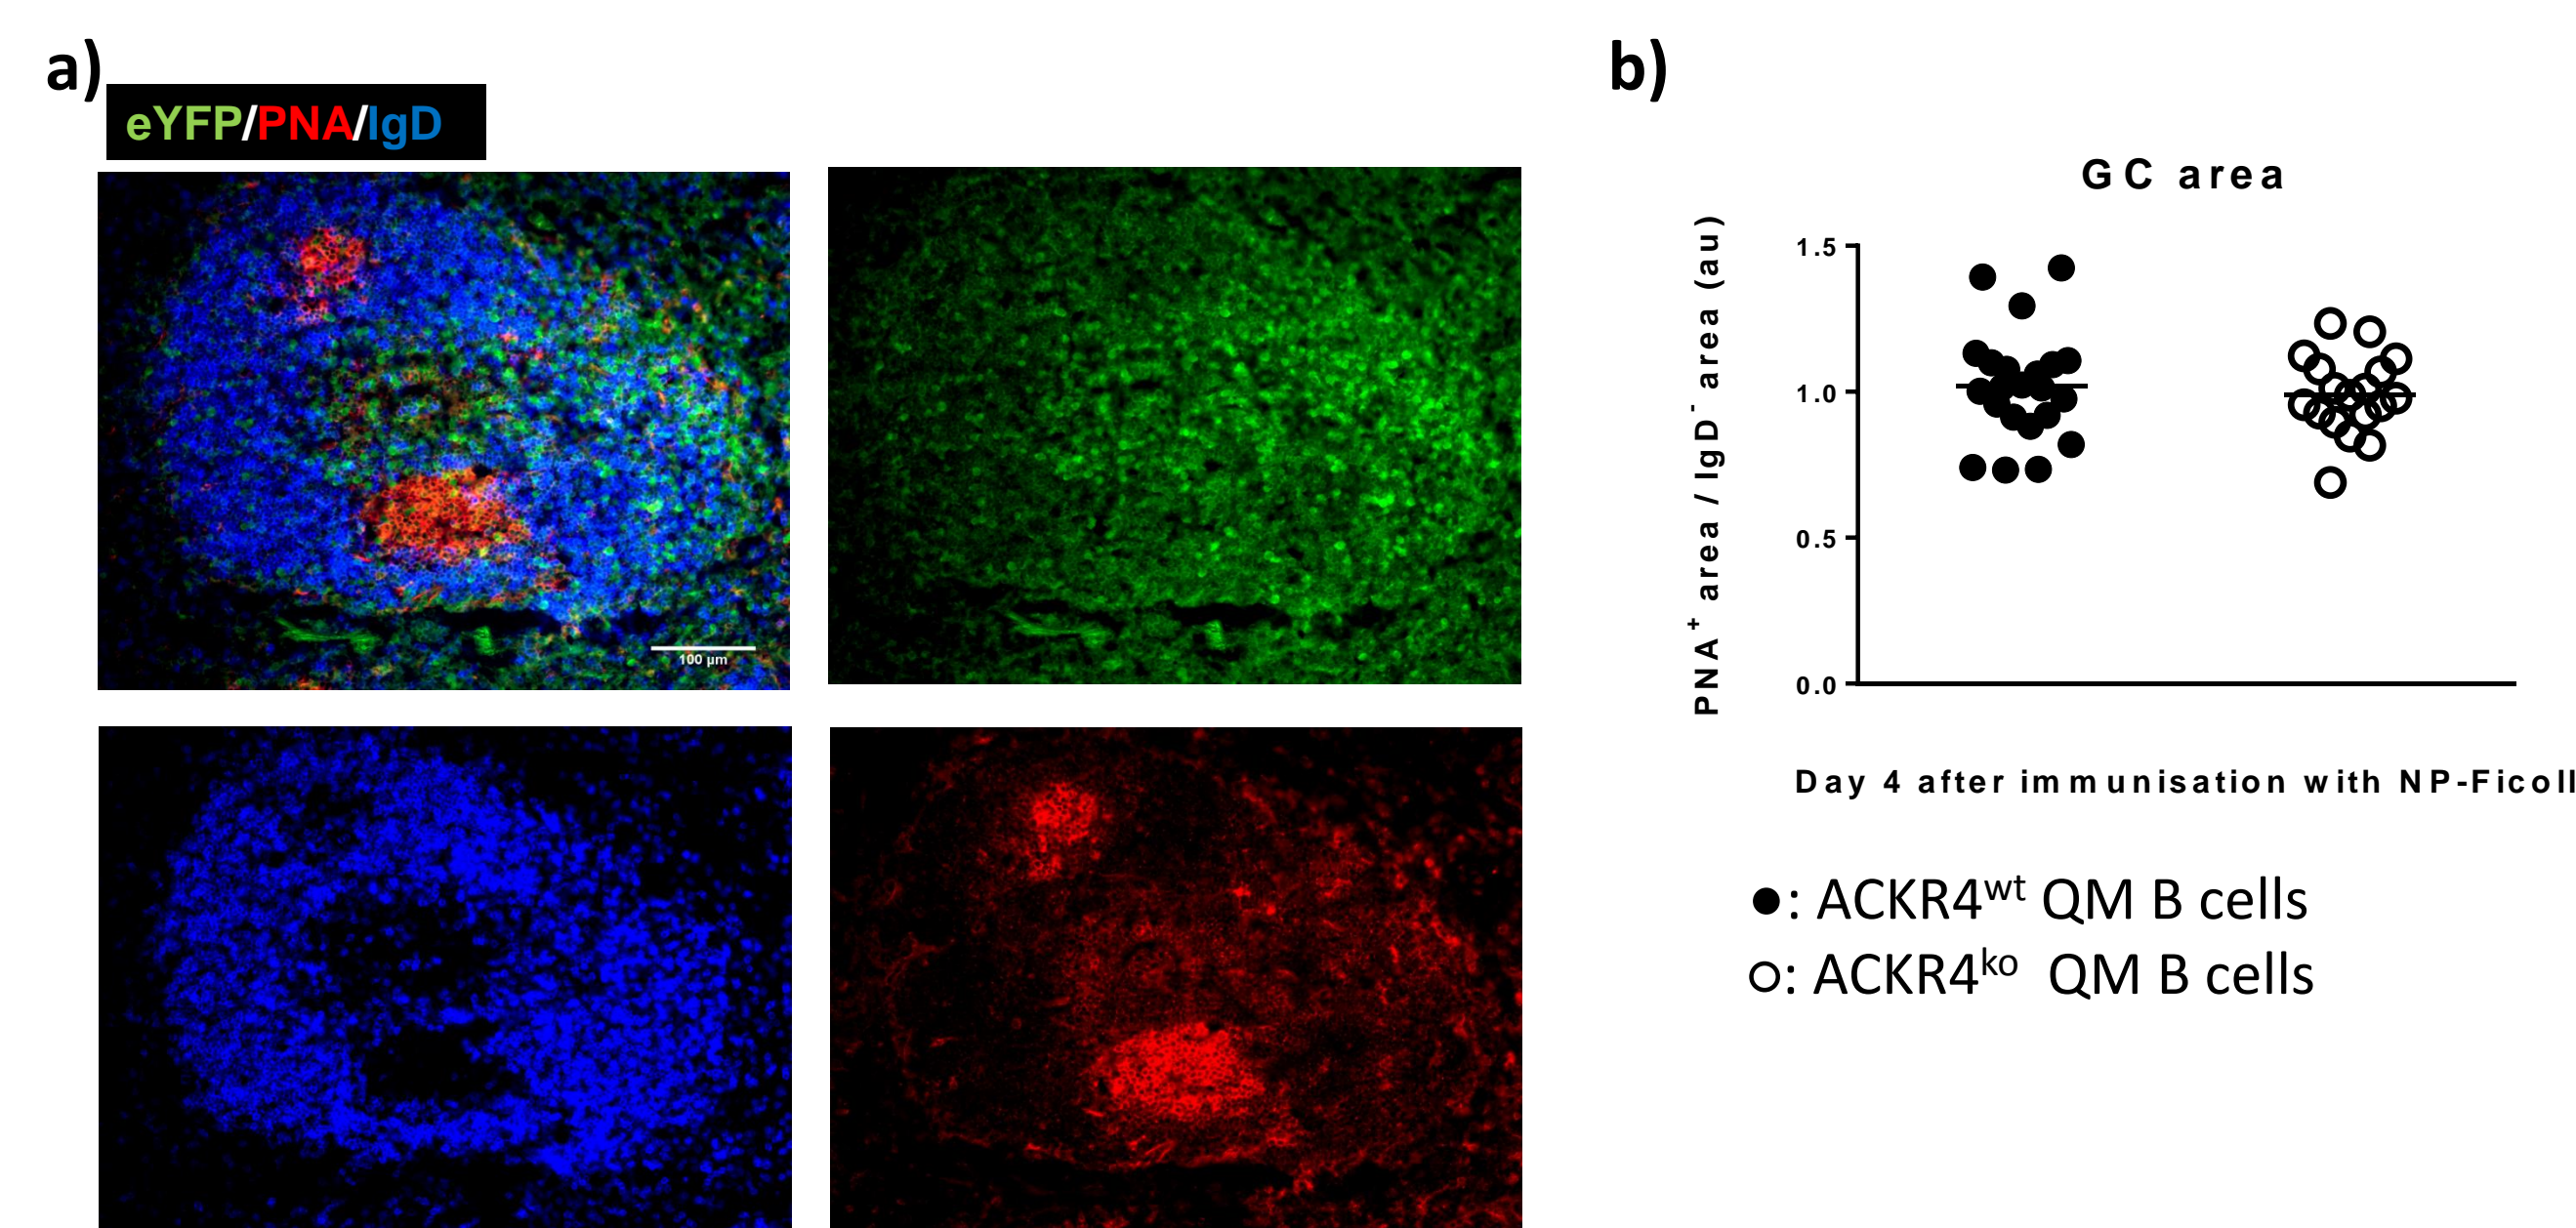 a)
eYFP/PNA/IgD
100 µm
b)
GC area
PNA⁺ area / IgD⁻ area (au)
1.5
1.0
0.5
0.0
Day 4 after immunisation with NP-Ficoll
●: ACKR4ʷᵗ QM B cells
○: ACKR4ᵏᵒ QM B cells